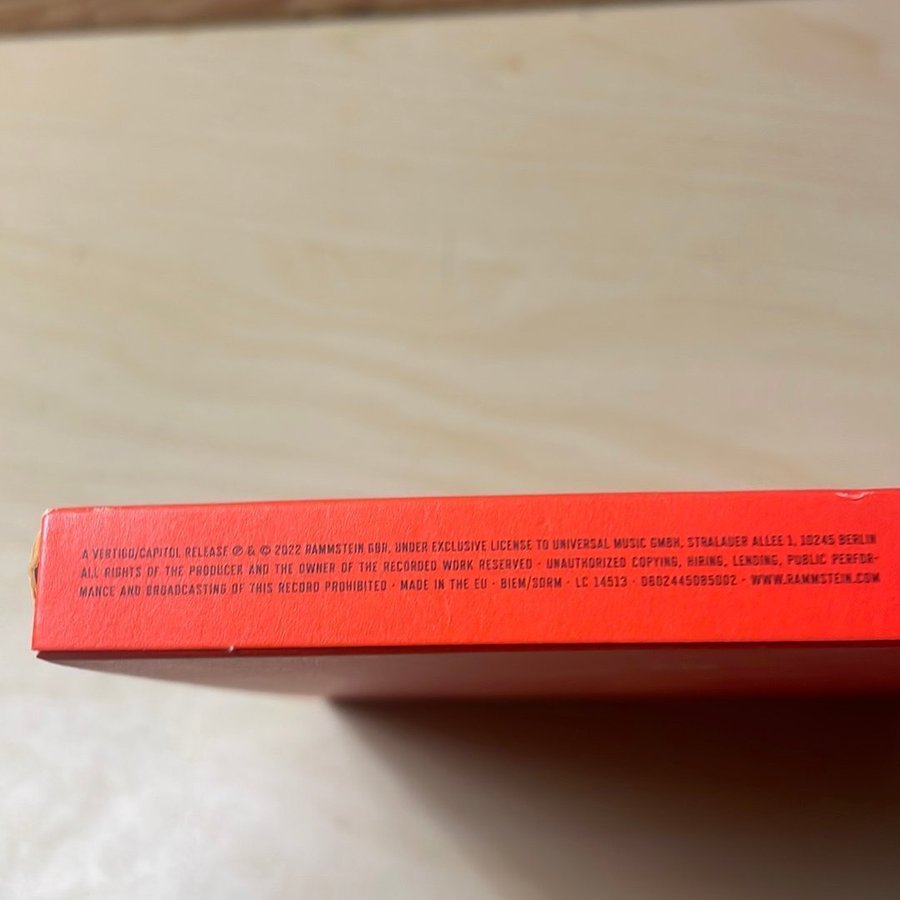 A VERTIGO/CAPITOL RELEASE ℗ & © 2022 RAMMSTEIN GBR, UNDER EXCLUSIVE LICENSE TO UNIVERSAL MUSIC GMBH, STRALAUER ALLEE 1, 10245 BERLIN
ALL RIGHTS OF THE PRODUCER AND THE OWNER OF THE RECORDED WORK RESERVED · UNAUTHORIZED COPYING, HIRING, LENDING, PUBLIC PERFOR-
MANCE AND BROADCASTING OF THIS RECORD PROHIBITED · MADE IN THE EU · BIEM/SDRM · LC 14513 · 0602445085002 · WWW.RAMMSTEIN.COM